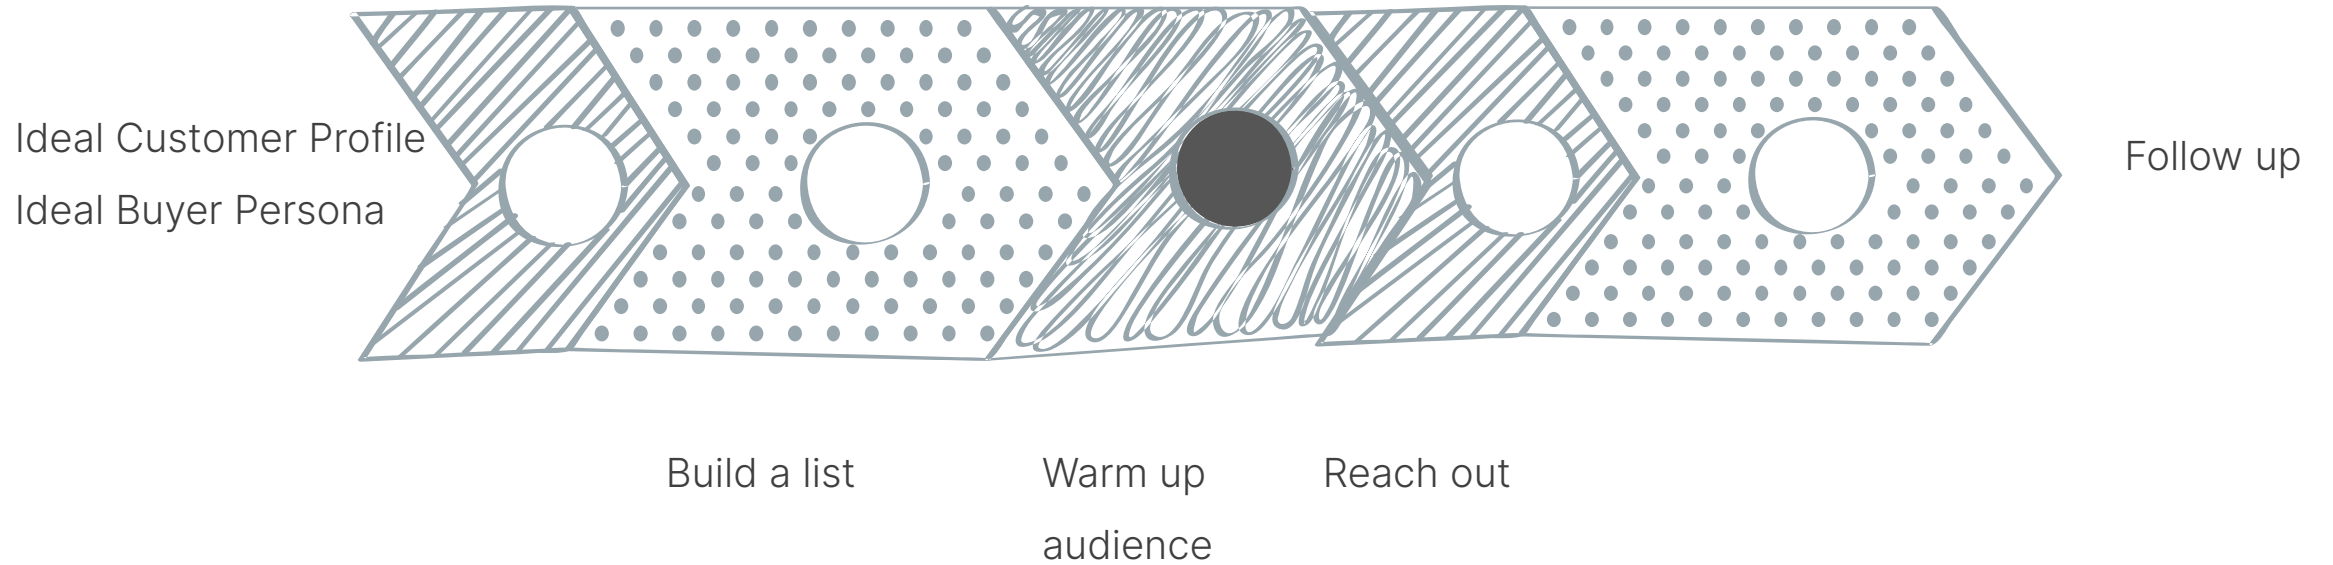 Ideal Customer Profile
Ideal Buyer Persona
Build a list
Warm up
audience
Reach out
Follow up